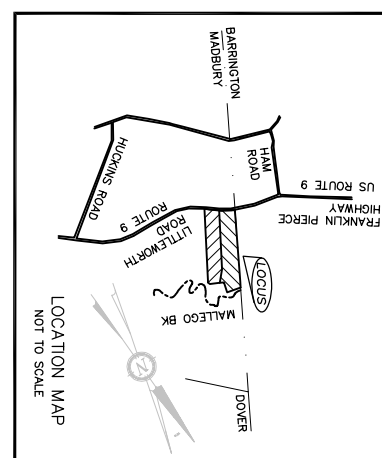 FRANKLIN PIERCE
HIGHWAY
US ROUTE 9
BARRINGTON
MADBURY
HAM
ROAD
LOCUS
DOVER
LITTLEWORTH
ROAD
ROUTE 9
MALLEGO BK
HUCKINS ROAD
N
LOCATION MAP
NOT TO SCALE